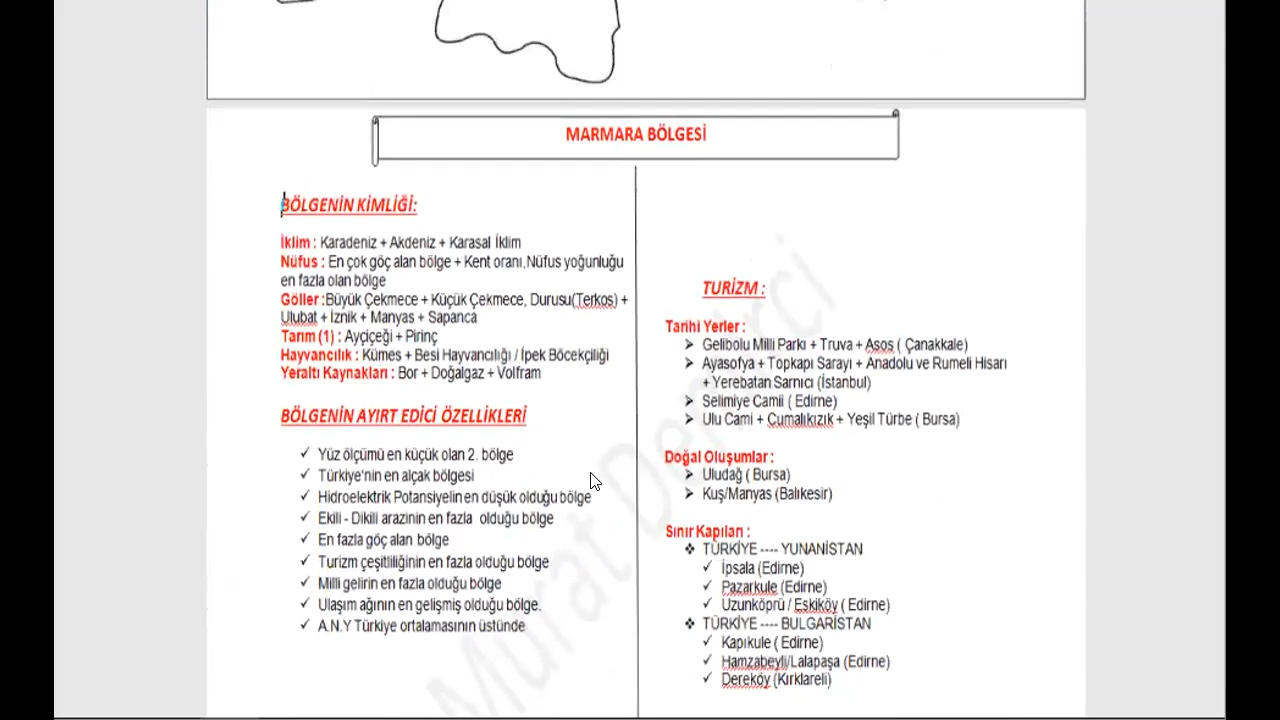 MARMARA BÖLGESİ
BÖLGENİN KİMLİĞİ:
İklim : Karadeniz + Akdeniz + Karasal İklim
Nüfus : En çok göç alan bölge + Kent oranı,Nüfus yoğunluğu
en fazla olan bölge
Göller :Büyük Çekmece + Küçük Çekmece, Durusu(Terkos) +
Ulubat + İznik + Manyas + Sapanca
Tarım (1) : Ayçiçeği + Pirinç
Hayvancılık : Kümes + Besi Hayvancılığı / İpek Böcekçiliği
Yeraltı Kaynakları : Bor + Doğalgaz + Volfram
BÖLGENİN AYIRT EDİCİ ÖZELLİKLERİ
✓ Yüz ölçümü en küçük olan 2. bölge
✓ Türkiye'nin en alçak bölgesi
✓ Hidroelektrik Potansiyelin en düşük olduğu bölge
✓ Ekili - Dikili arazinin en fazla olduğu bölge
✓ En fazla göç alan bölge
✓ Turizm çeşitliliğinin en fazla olduğu bölge
✓ Milli gelirin en fazla olduğu bölge
✓ Ulaşım ağının en gelişmiş olduğu bölge.
✓ A.N.Y Türkiye ortalamasının üstünde
TURİZM :
Tarihi Yerler :
➢ Gelibolu Milli Parkı + Truva + Asos ( Çanakkale)
➢ Ayasofya + Topkapı Sarayı + Anadolu ve Rumeli Hisarı
+ Yerebatan Sarnıcı (İstanbul)
➢ Selimiye Camii ( Edirne)
➢ Ulu Cami + Cumalıkızık + Yeşil Türbe ( Bursa)
Doğal Oluşumlar :
➢ Uludağ ( Bursa)
➢ Kuş/Manyas (Balıkesir)
Sınır Kapıları :
❖ TÜRKİYE ---- YUNANİSTAN
✓ İpsala (Edirne)
✓ Pazarkule (Edirne)
✓ Uzunköprü / Eskiköy ( Edirne)
❖ TÜRKİYE ---- BULGARİSTAN
✓ Kapıkule ( Edirne)
✓ Hamzabeyli/Lalapaşa (Edirne)
✓ Dereköy (Kırklareli)
Murat Demirci